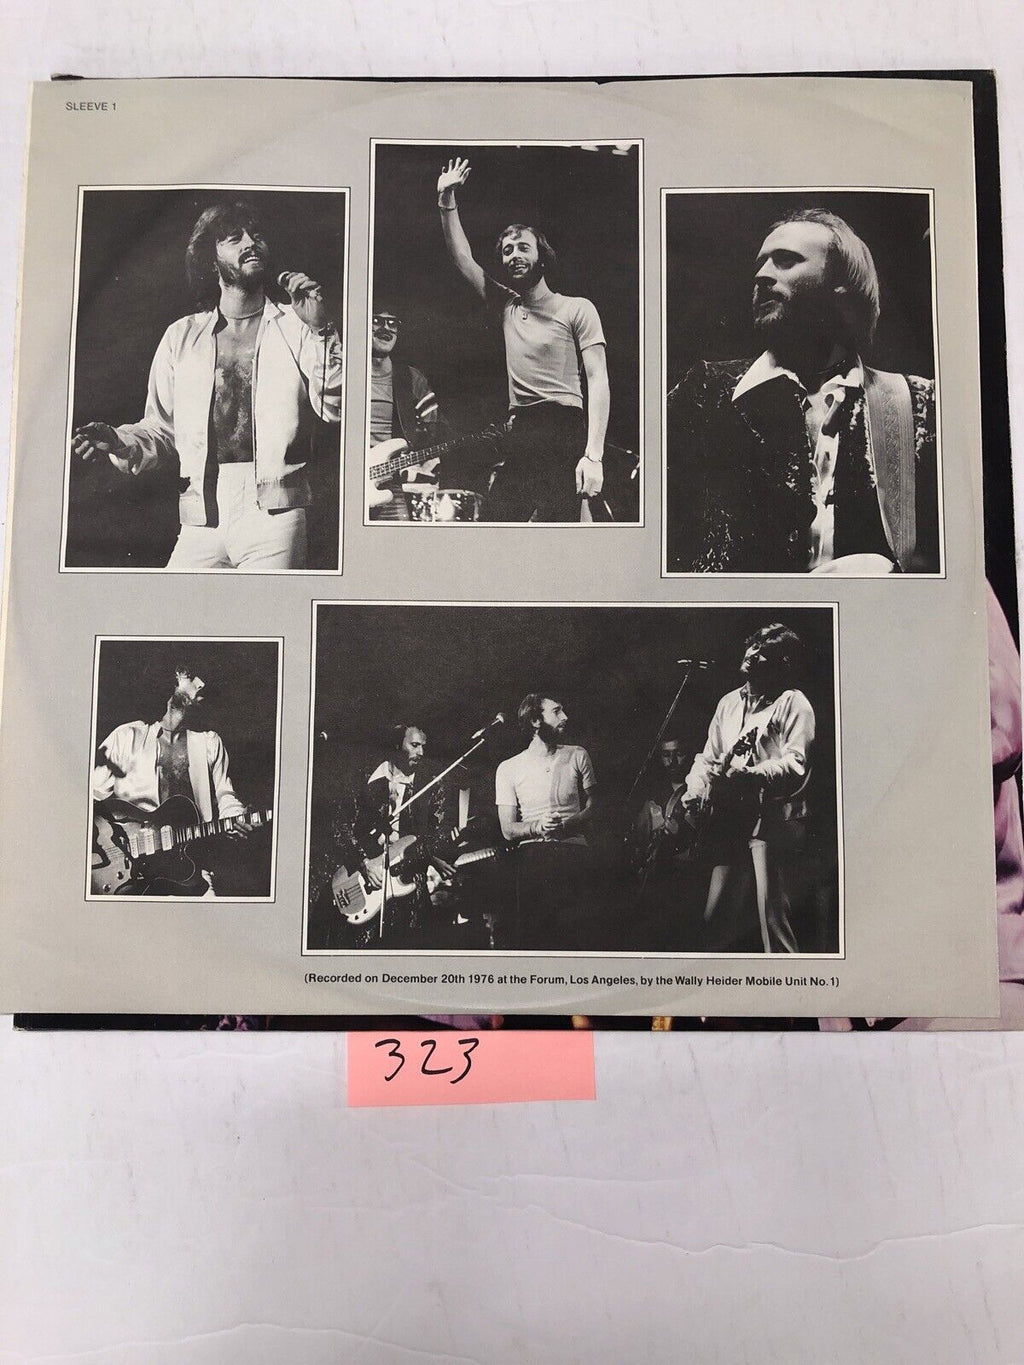 SLEEVE 1
(Recorded on December 20th 1976 at the Forum, Los Angeles, by the Wally Heider Mobile Unit No. 1)
323